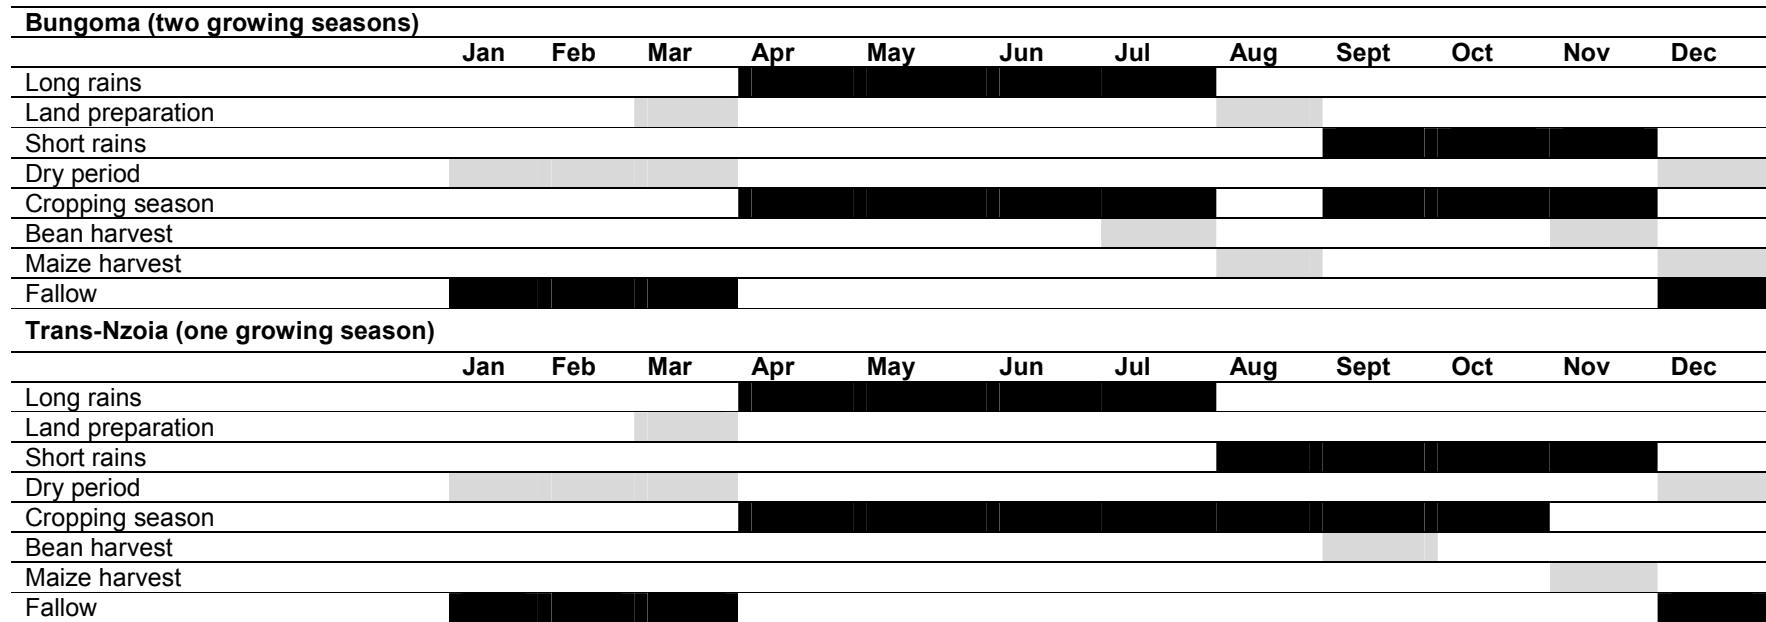 Bungoma (two growing seasons)
Jan Feb Mar Apr May Jun Jul Aug Sept Oct Nov Dec
Long rains
Land preparation
Short rains
Dry period
Cropping season
Bean harvest
Maize harvest
Fallow
Trans-Nzoia (one growing season)
Jan Feb Mar Apr May Jun Jul Aug Sept Oct Nov Dec
Long rains
Land preparation
Short rains
Dry period
Cropping season
Bean harvest
Maize harvest
Fallow